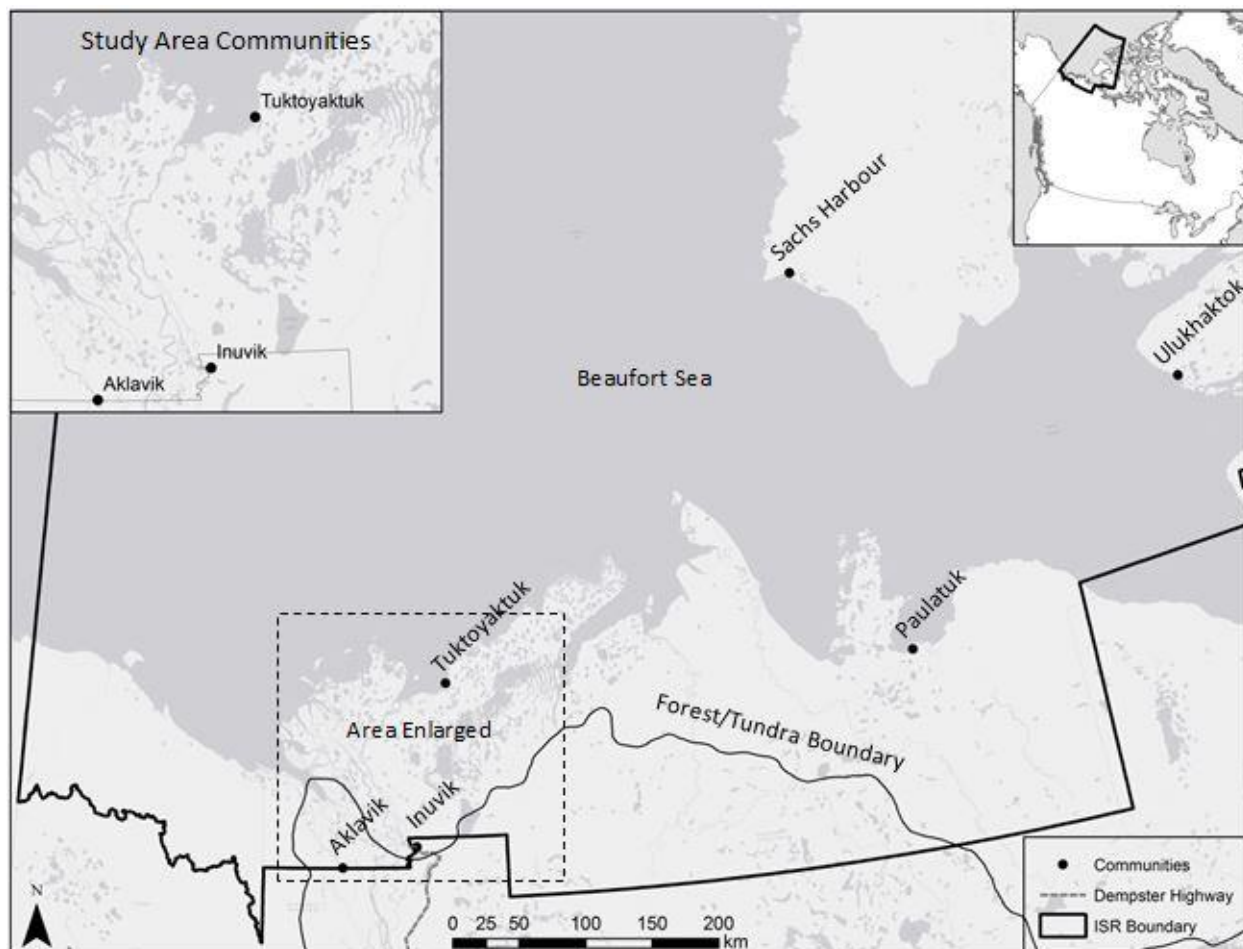 Study Area Communities
Tuktoyaktuk
Inuvik
Aklavik
Sachs Harbour
Ulukhaktok
Beaufort Sea
Tuktoyaktuk
Paulatuk
Area Enlarged
Forest/Tundra Boundary
Aklavik
Inuvik
N
0 25 50 100 150 200
km
Communities
Dempster Highway
ISR Boundary